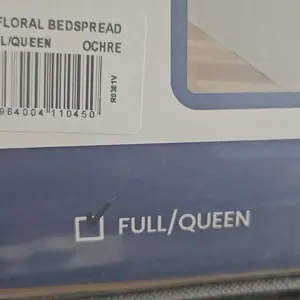 FLORAL BEDSPREAD
L/QUEEN OCHRE
964004 110450
R0361V
FULL/QUEEN